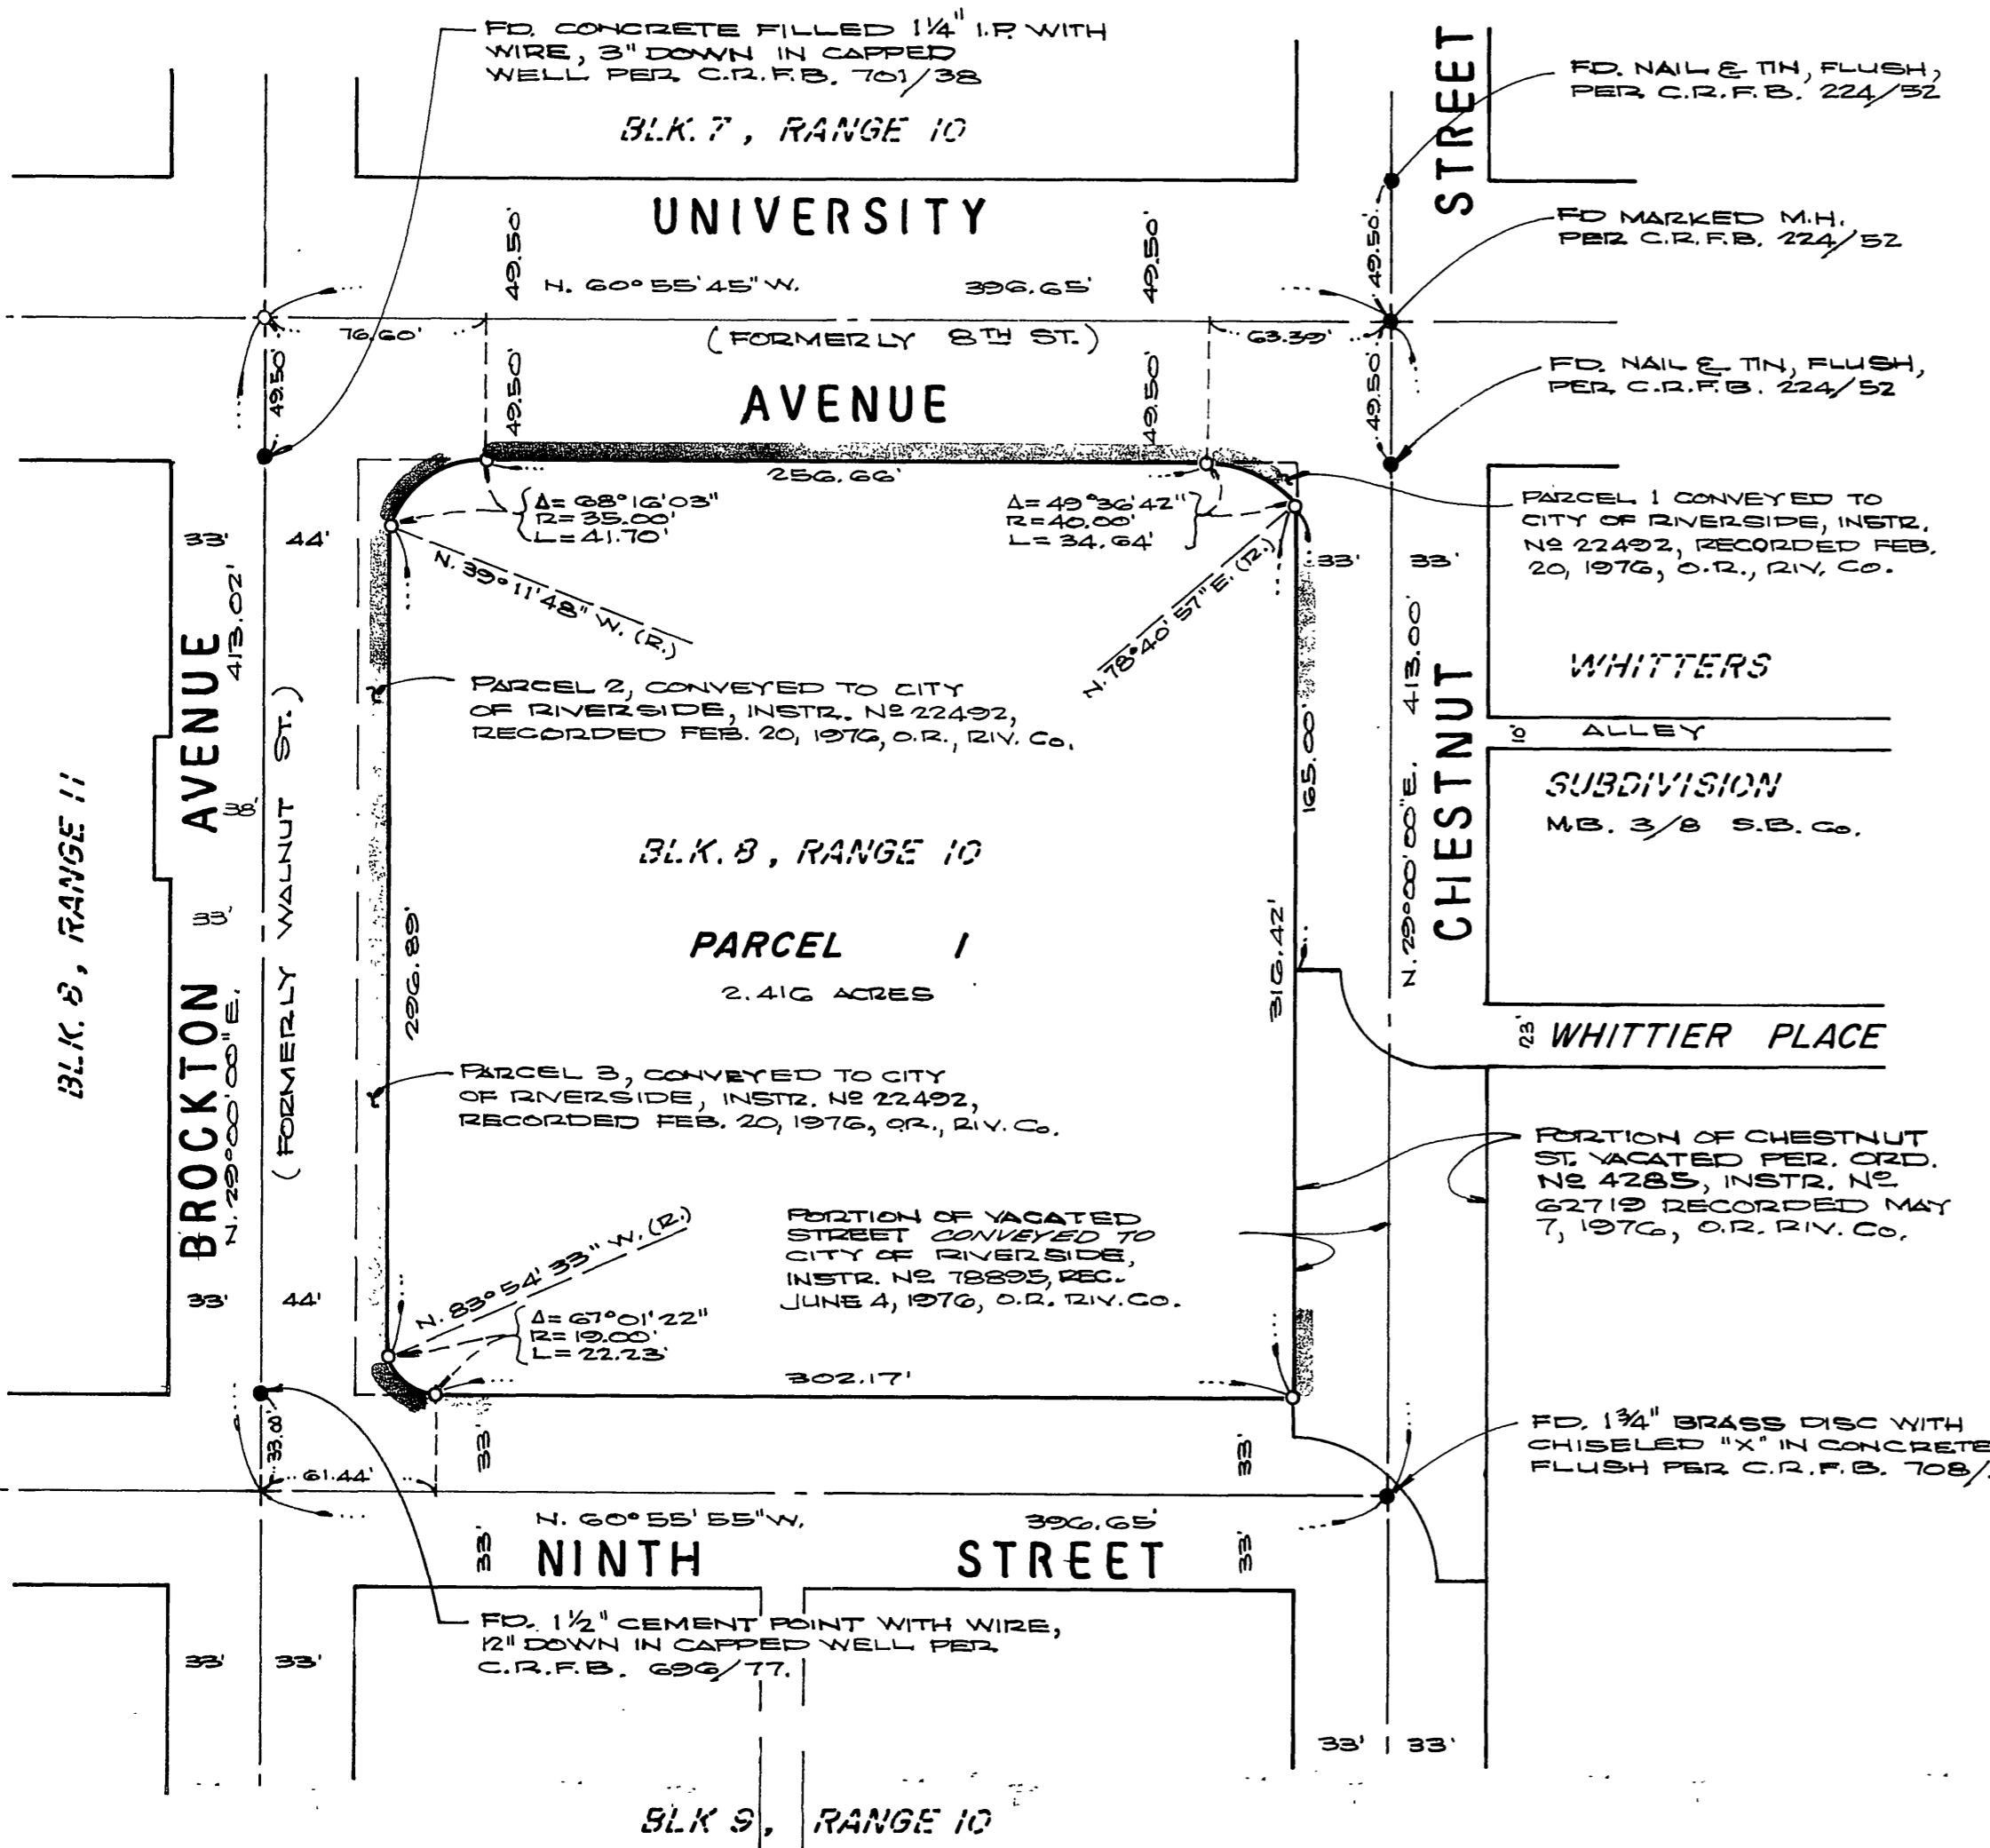 FD. CONCRETE FILLED 1¼" I.P. WITH
WIRE, 3" DOWN IN CAPPED
WELL PER C.R.F.B. 701/38
BLK. 7, RANGE 10
STREET
FD. NAIL & TIN, FLUSH,
PER C.R.F.B. 224/52
UNIVERSITY
49.50'
49.50'
49.50'
FD MARKED M.H.
PER C.R.F.B. 224/52
N. 60°55'45" W.
396.65'
76.60'
(FORMERLY 8TH ST.)
63.39'
49.50'
49.50'
AVENUE
49.50'
49.50'
FD. NAIL & TIN, FLUSH,
PER C.R.F.B. 224/52
256.66'
Δ= 68°16'03"
R= 35.00'
L= 41.70'
Δ= 49°36'42"
R= 40.00'
L= 34.64'
PARCEL 1 CONVEYED TO
CITY OF RIVERSIDE, INSTR.
Nº 22492, RECORDED FEB.
20, 1976, O.R., RIV. CO.
33'
44'
33'
33'
N. 39°11'48" W. (R.)
N. 78°40'57" E. (R.)
413.02'
413.00'
WHITTERS
PARCEL 2, CONVEYED TO CITY
OF RIVERSIDE, INSTR. Nº 22492,
RECORDED FEB. 20, 1976, O.R., RIV. Co.
10'
ALLEY
165.00'
SUBDIVISION
M.B. 3/8 S.B. Co.
BROCKTON AVENUE
38'
33'
N. 29°00'00" E.
(FORMERLY WALNUT ST.)
BLK. 8, RANGE 11
BLK. 8, RANGE 10
CHESTNUT
N. 29°00'00" E.
296.89'
PARCEL 1
2.416 ACRES
316.42'
23'
WHITTIER PLACE
PARCEL 3, CONVEYED TO CITY
OF RIVERSIDE, INSTR. Nº 22492,
RECORDED FEB. 20, 1976, O.R., RIV. Co.
PORTION OF CHESTNUT
ST. VACATED PER. ORD.
Nº 4285, INSTR. Nº
62719 RECORDED MAY
7, 1976, O.R. RIV. CO.
PORTION OF VACATED
STREET CONVEYED TO
CITY OF RIVERSIDE,
INSTR. Nº 78895, REC.
JUNE 4, 1976, O.R. RIV. CO.
N. 83°54'33" W. (R.)
33'
44'
Δ= 67°01'22"
R= 19.00'
L= 22.23'
302.17'
33.00'
61.44'
33'
33'
FD. 1¾" BRASS DISC WITH
CHISELED "X" IN CONCRETE
FLUSH PER C.R.F.B. 708/
N. 60°55'55" W.
396.65'
33'
33'
NINTH STREET
FD. 1½" CEMENT POINT WITH WIRE,
12" DOWN IN CAPPED WELL PER
C.R.F.B. 696/77.
33'
33'
33'
33'
BLK 9, RANGE 10